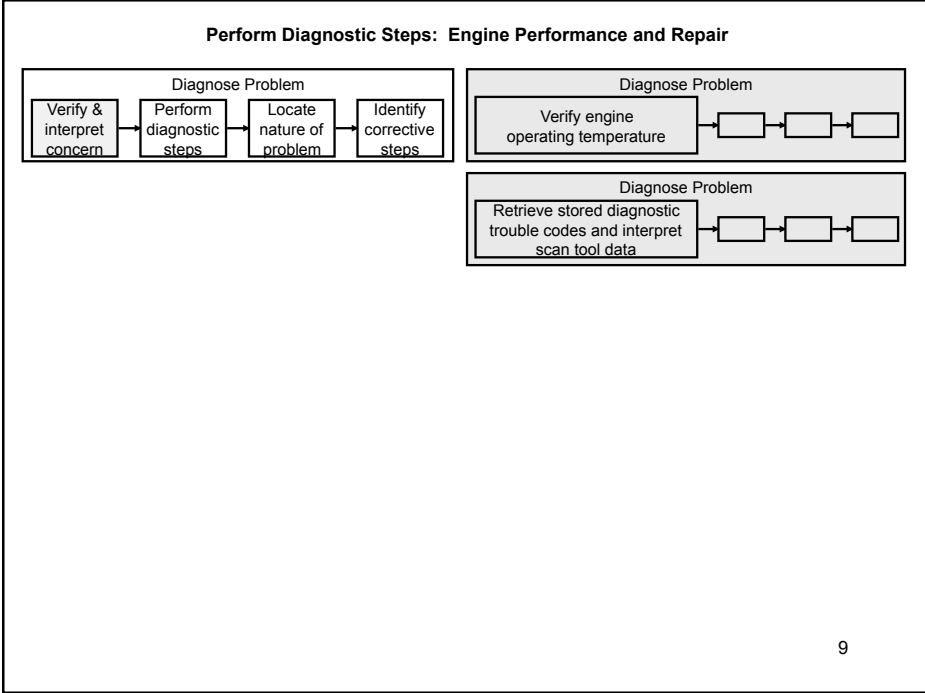 Perform Diagnostic Steps:  Engine Performance and Repair
Diagnose Problem
Verify &
interpret
concern
Perform
diagnostic
steps
Locate
nature of
problem
Identify
corrective
steps
Diagnose Problem
Verify engine
operating temperature
Diagnose Problem
Retrieve stored diagnostic
trouble codes and interpret
scan tool data
9